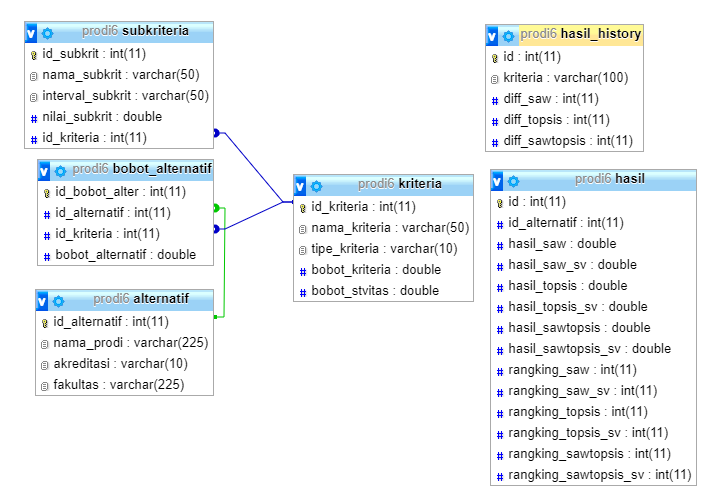 prodi6 subkriteria
id_subkrit : int(11)
nama_subkrit : varchar(50)
interval_subkrit : varchar(50)
nilai_subkrit : double
id_kriteria : int(11)
prodi6 bobot_alternatif
id_bobot_alter : int(11)
id_alternatif : int(11)
id_kriteria : int(11)
bobot_alternatif : double
prodi6 alternatif
id_alternatif : int(11)
nama_prodi : varchar(225)
akreditasi : varchar(10)
fakultas : varchar(225)
prodi6 kriteria
id_kriteria : int(11)
nama_kriteria : varchar(50)
tipe_kriteria : varchar(10)
bobot_kriteria : double
bobot_stvitas : double
prodi6 hasil_history
id : int(11)
kriteria : varchar(100)
diff_saw : int(11)
diff_topsis : int(11)
diff_sawtopsis : int(11)
prodi6 hasil
id : int(11)
id_alternatif : int(11)
hasil_saw : double
hasil_saw_sv : double
hasil_topsis : double
hasil_topsis_sv : double
hasil_sawtopsis : double
hasil_sawtopsis_sv : double
rangking_saw : int(11)
rangking_saw_sv : int(11)
rangking_topsis : int(11)
rangking_topsis_sv : int(11)
rangking_sawtopsis : int(11)
rangking_sawtopsis_sv : int(11)